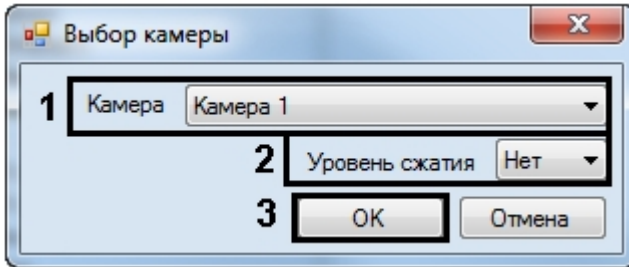 Выбор камеры
1 Камера Камера 1
2 Уровень сжатия Нет
3 OK Отмена